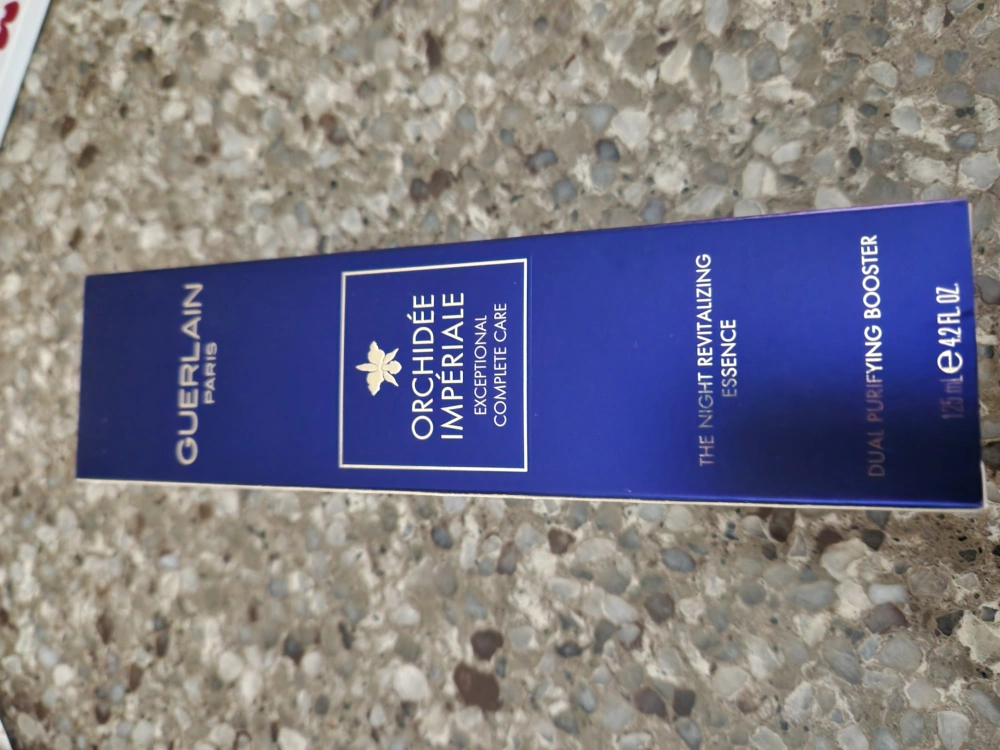 GUERLAIN
PARIS
ORCHIDÉE
IMPÉRIALE
EXCEPTIONAL
COMPLETE CARE
THE NIGHT REVITALIZING
ESSENCE
DUAL PURIFYING BOOSTER
125 mL ℮ 4.2 FL. OZ.